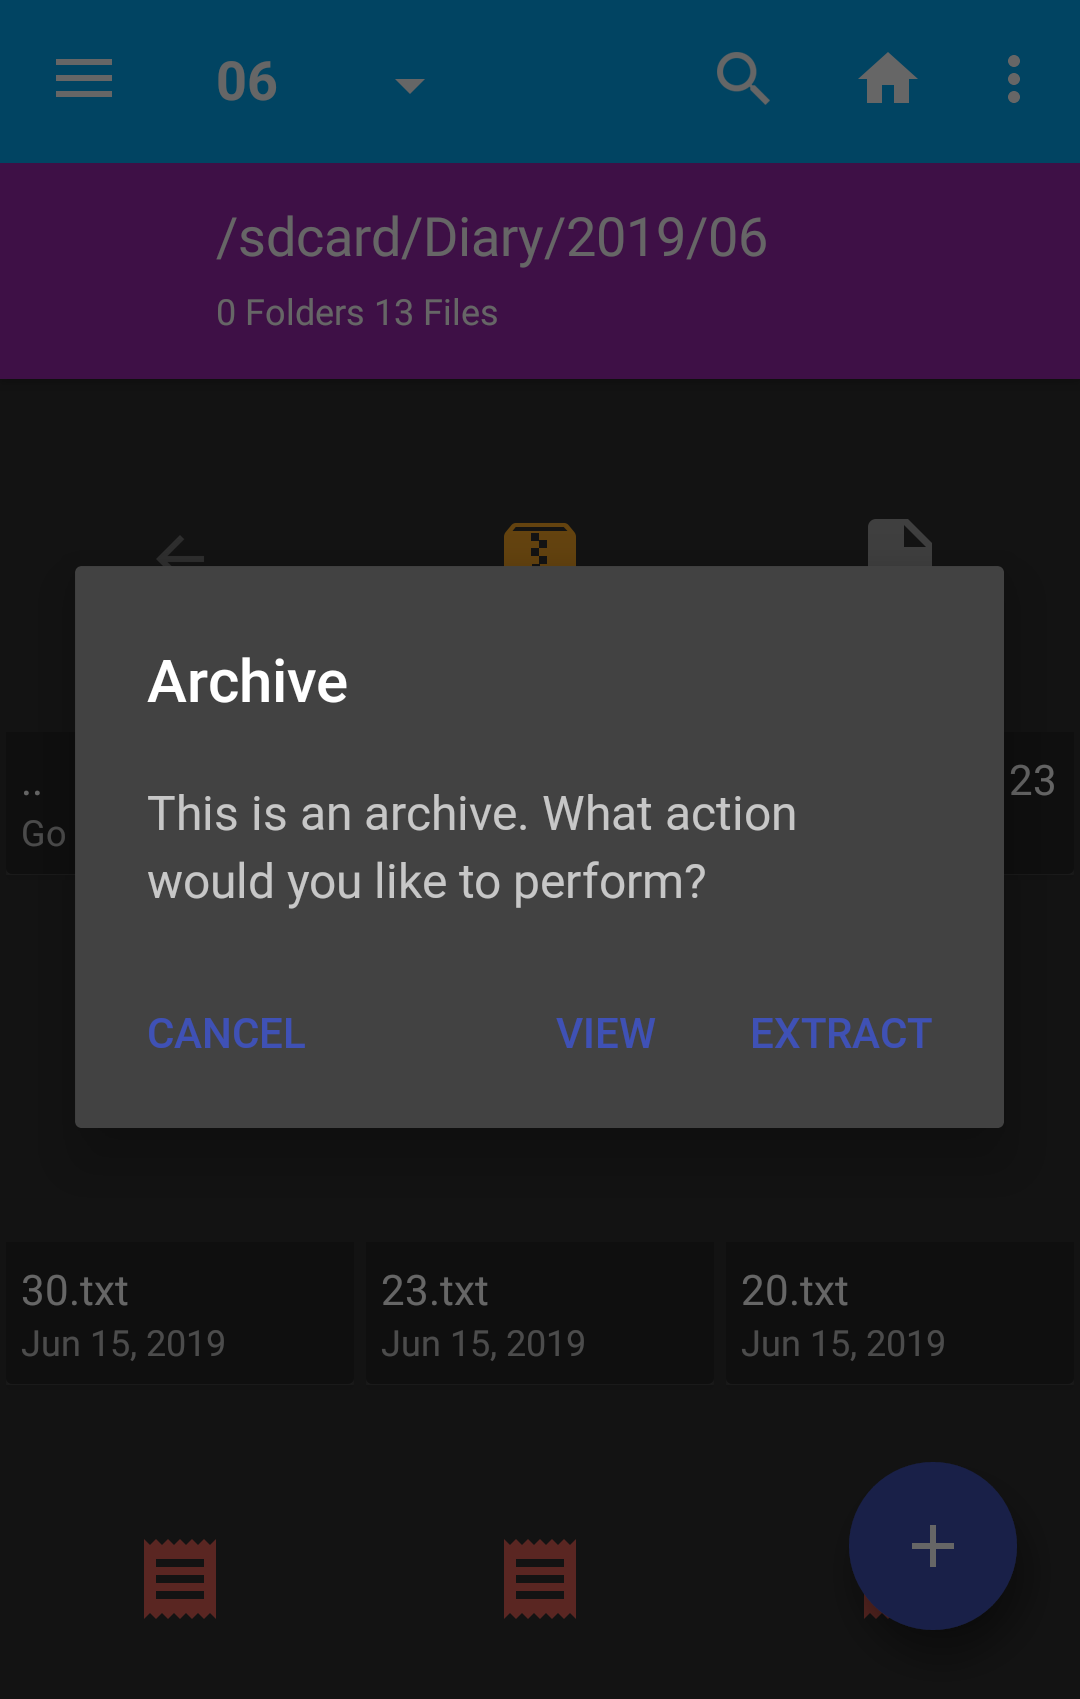 06
/sdcard/Diary/2019/06
0 Folders 13 Files
Archive
This is an archive. What action
would you like to perform?
CANCEL VIEW EXTRACT
..
Go
23
30.txt 23.txt 20.txt
Jun 15, 2019 Jun 15, 2019 Jun 15, 2019